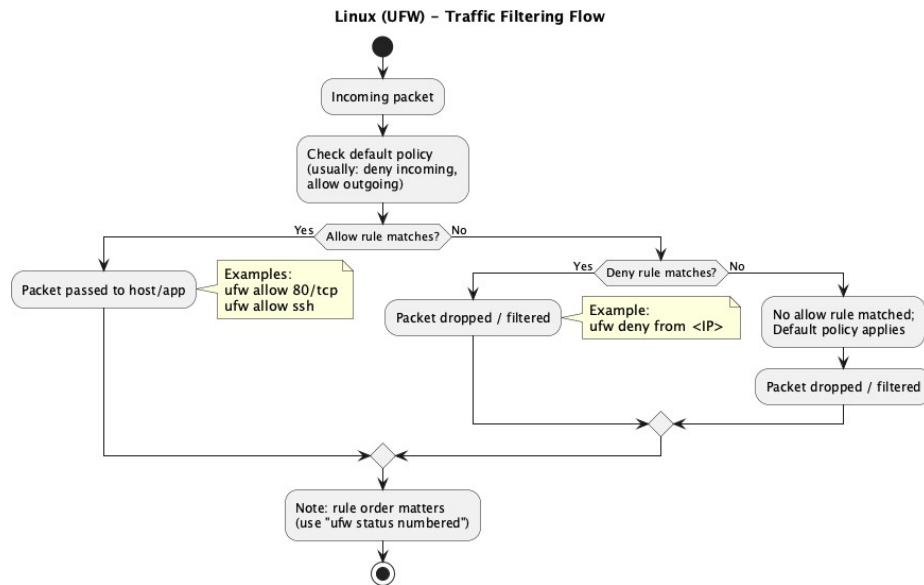 Linux (UFW) – Traffic Filtering Flow
Incoming packet
Check default policy
(usually: deny incoming,
allow outgoing)
Yes
Allow rule matches?
No
Packet passed to host/app
Examples:
ufw allow 80/tcp
ufw allow ssh
Yes
Deny rule matches?
No
Packet dropped / filtered
Example:
ufw deny from <IP>
No allow rule matched;
Default policy applies
Packet dropped / filtered
Note: rule order matters
(use "ufw status numbered")